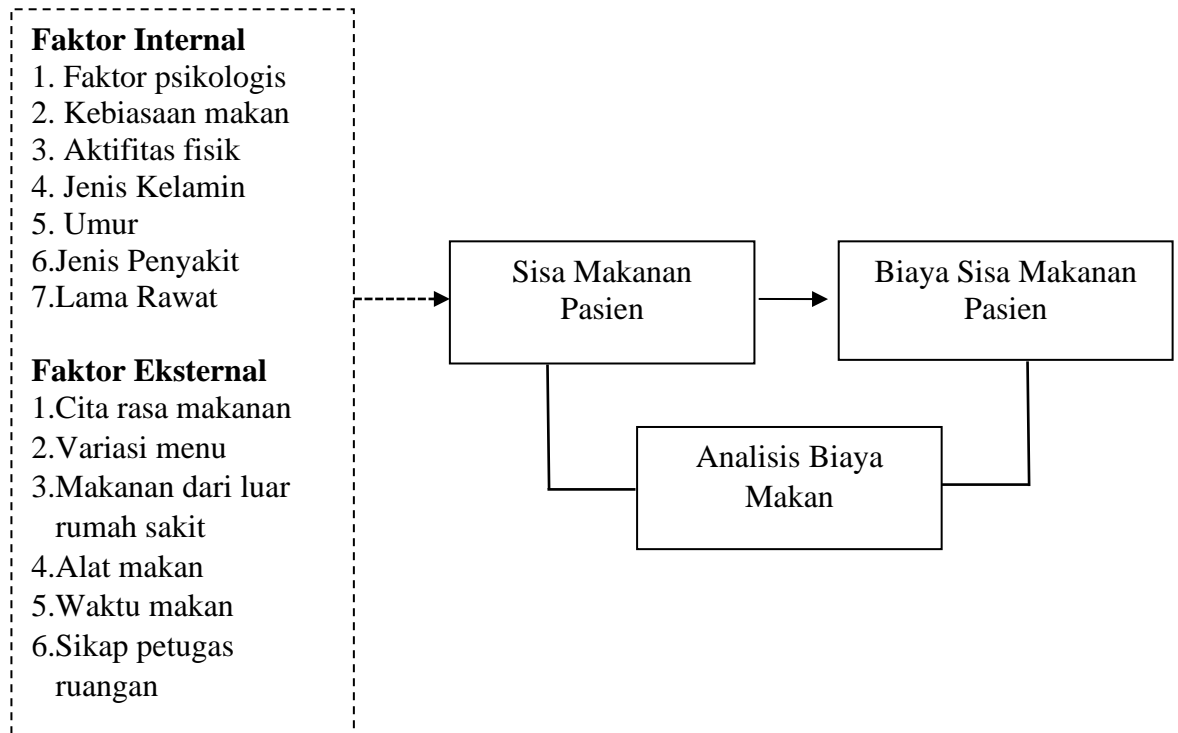 Faktor Internal
1. Faktor psikologis
2. Kebiasaan makan
3. Aktifitas fisik
4. Jenis Kelamin
5. Umur
6.Jenis Penyakit
7.Lama Rawat
Faktor Eksternal
1.Cita rasa makanan
2.Variasi menu
3.Makanan dari luar
rumah sakit
4.Alat makan
5.Waktu makan
6.Sikap petugas
ruangan
Sisa Makanan
Pasien
Biaya Sisa Makanan
Pasien
Analisis Biaya
Makan